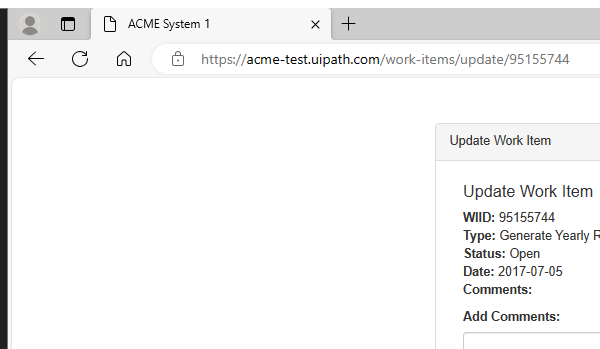 ACME System 1
https://acme-test.uipath.com/work-items/update/95155744
Update Work Item
Update Work Item
WIID: 95155744
Type: Generate Yearly R
Status: Open
Date: 2017-07-05
Comments:
Add Comments: